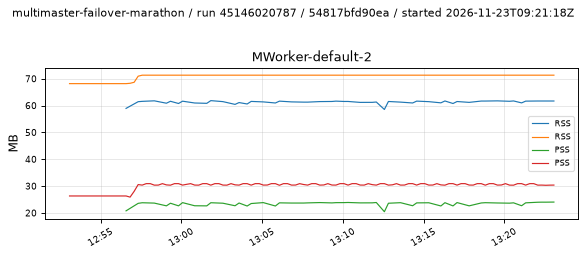 multimaster-failover-marathon / run 45146020787 / 54817bfd90ea / started 2026-11-23T09:21:18Z
MWorker-default-2
MB
70
60
50
40
30
20
RSS
RSS
PSS
PSS
12:55
13:00
13:05
13:10
13:15
13:20